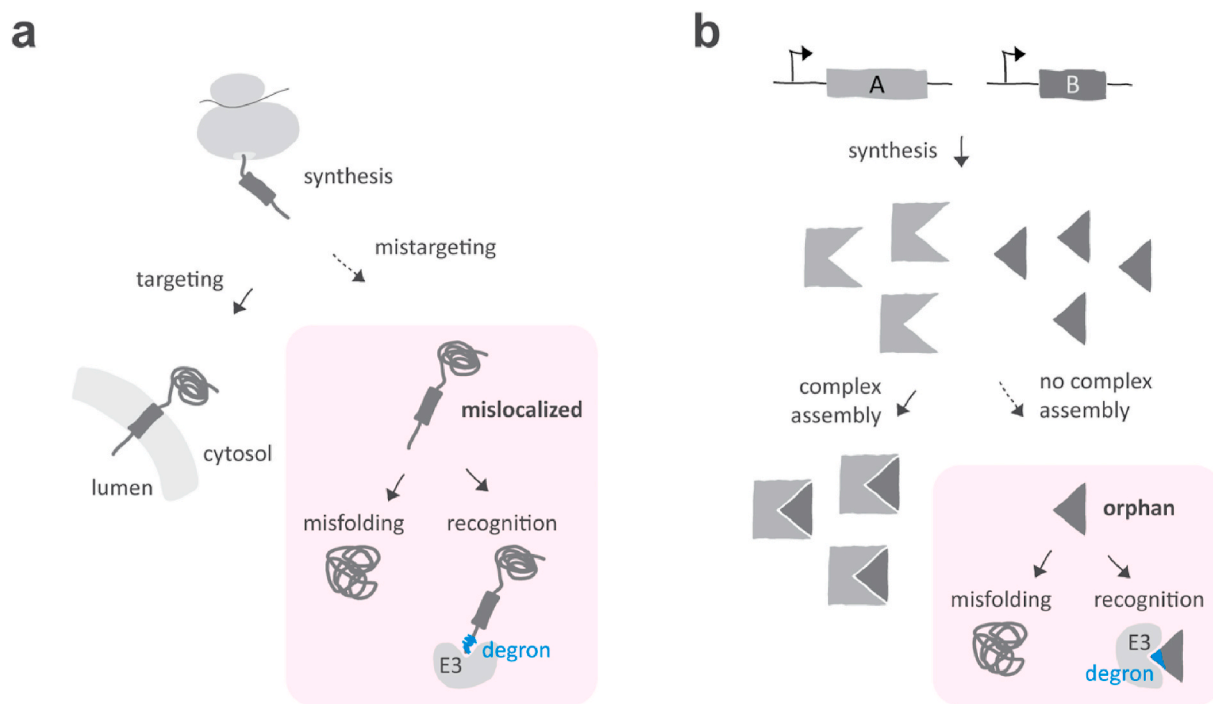 a
synthesis
mistargeting
targeting
mislocalized
cytosol
lumen
misfolding
recognition
degron
E3
b
A
B
synthesis
complex
assembly
no complex
assembly
orphan
misfolding
recognition
E3
degron